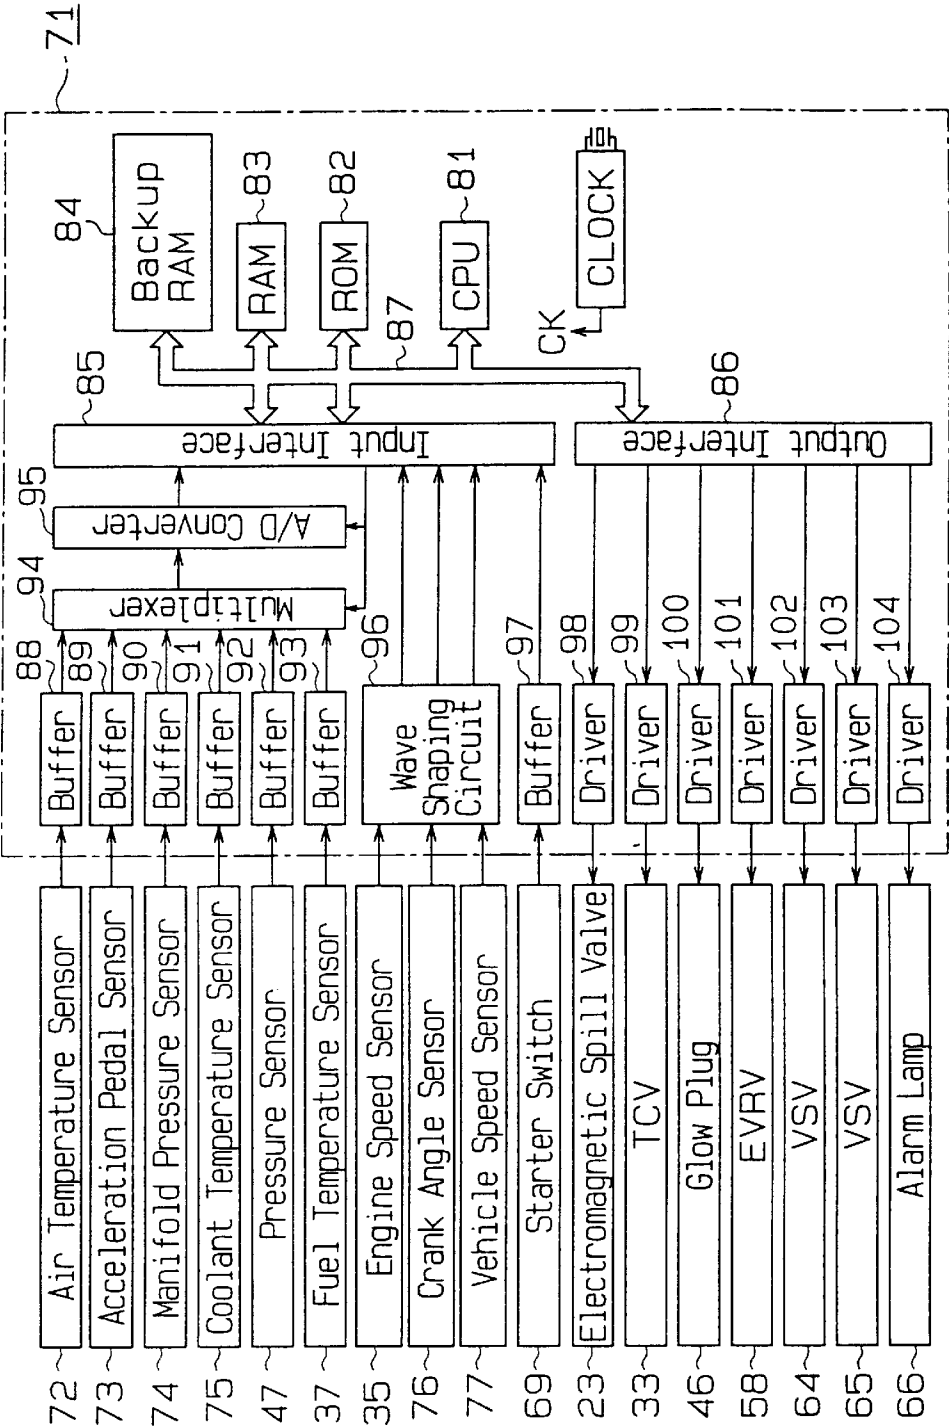 71
72
Air Temperature Sensor
Buffer
88
73
Acceleration Pedal Sensor
Buffer
89
74
Manifold Pressure Sensor
Buffer
90
75
Coolant Temperature Sensor
Buffer
91
47
Pressure Sensor
Buffer
92
37
Fuel Temperature Sensor
Buffer
93
94
Multiplexer
95
A/D Converter
85
Input Interface
84
Backup
RAM
RAM
83
ROM
82
87
CPU
81
CK
CLOCK
35
Engine Speed Sensor
76
Crank Angle Sensor
77
Vehicle Speed Sensor
Wave
Shaping
Circuit
96
69
Starter Switch
Buffer
97
86
Output Interface
23
Electromagnetic Spill Valve
Driver
98
33
TCV
Driver
99
46
Glow Plug
Driver
100
58
EVRV
Driver
101
64
VSV
Driver
102
65
VSV
Driver
103
66
Alarm Lamp
Driver
104